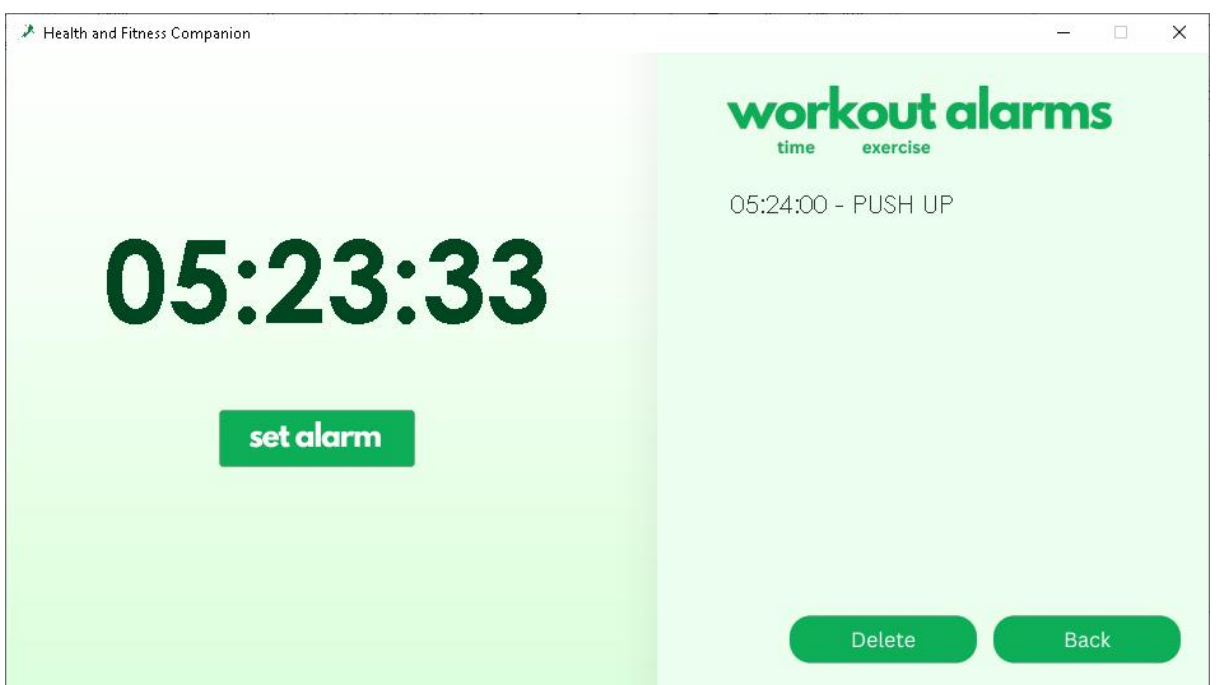 Health and Fitness Companion
05:23:33
set alarm
workout alarms
time exercise
05:24:00 - PUSH UP
Delete Back